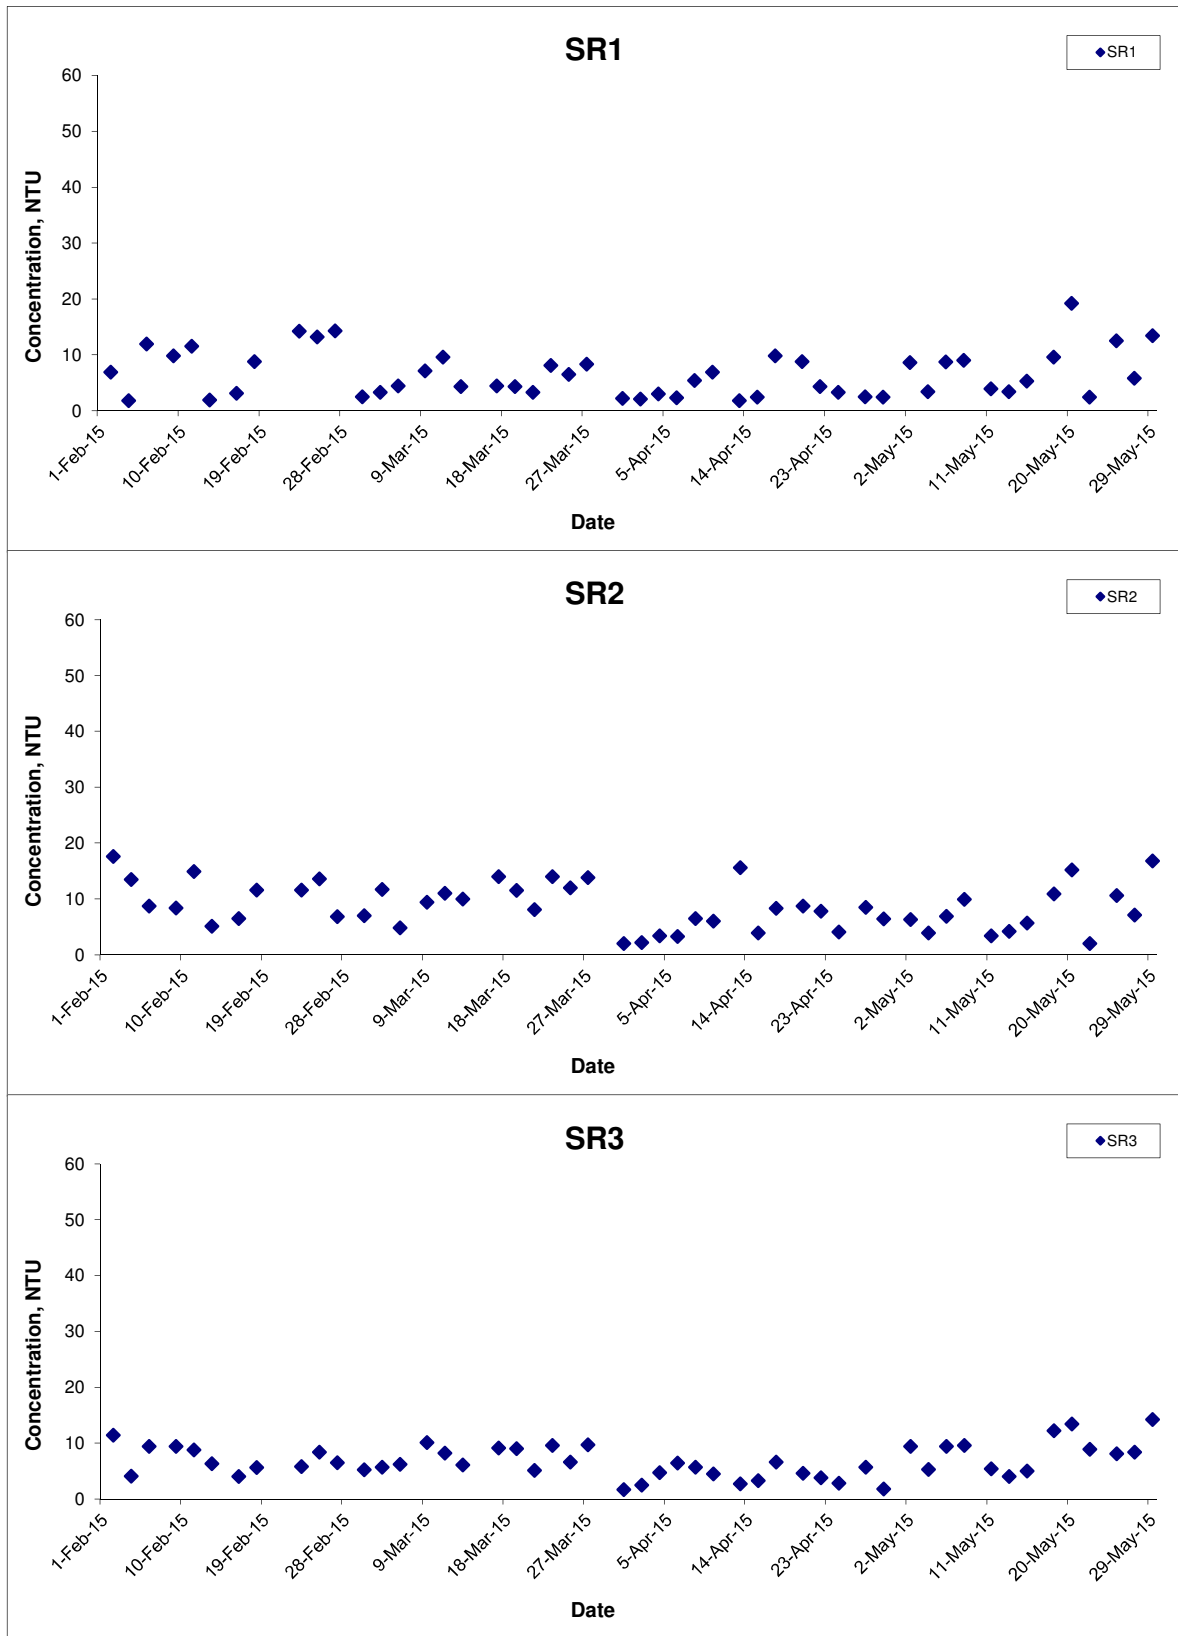 SR1
SR1
60
50
40
30
20
10
0
Concentration, NTU
1-Feb-15
10-Feb-15
19-Feb-15
28-Feb-15
9-Mar-15
18-Mar-15
27-Mar-15
5-Apr-15
14-Apr-15
23-Apr-15
2-May-15
11-May-15
20-May-15
29-May-15
Date
SR2
SR2
60
50
40
30
20
10
0
Concentration, NTU
1-Feb-15
10-Feb-15
19-Feb-15
28-Feb-15
9-Mar-15
18-Mar-15
27-Mar-15
5-Apr-15
14-Apr-15
23-Apr-15
2-May-15
11-May-15
20-May-15
29-May-15
Date
SR3
SR3
60
50
40
30
20
10
0
Concentration, NTU
1-Feb-15
10-Feb-15
19-Feb-15
28-Feb-15
9-Mar-15
18-Mar-15
27-Mar-15
5-Apr-15
14-Apr-15
23-Apr-15
2-May-15
11-May-15
20-May-15
29-May-15
Date